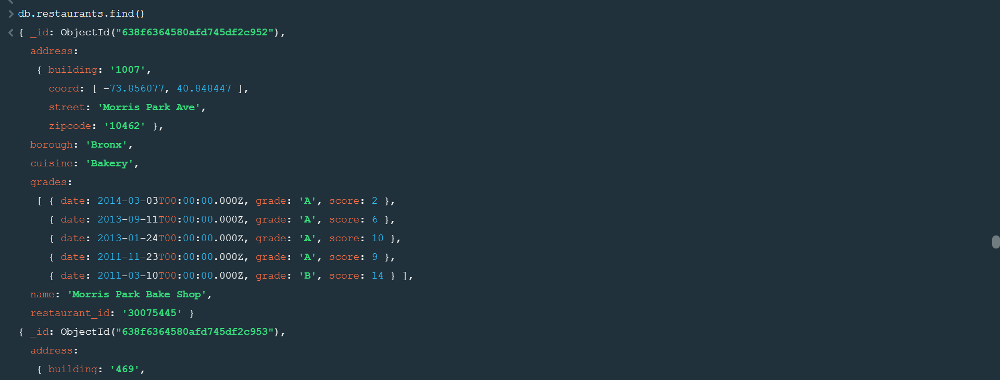 db.restaurants.find()
{ _id: ObjectId("638f6364580afd745df2c952"),
address:
{ building: '1007',
coord: [ -73.856077, 40.848447 ],
street: 'Morris Park Ave',
zipcode: '10462' },
borough: 'Bronx',
cuisine: 'Bakery',
grades:
[ { date: 2014-03-03T00:00:00.000Z, grade: 'A', score: 2 },
{ date: 2013-09-11T00:00:00.000Z, grade: 'A', score: 6 },
{ date: 2013-01-24T00:00:00.000Z, grade: 'A', score: 10 },
{ date: 2011-11-23T00:00:00.000Z, grade: 'A', score: 9 },
{ date: 2011-03-10T00:00:00.000Z, grade: 'B', score: 14 } ],
name: 'Morris Park Bake Shop',
restaurant_id: '30075445' }
{ _id: ObjectId("638f6364580afd745df2c953"),
address:
{ building: '469',